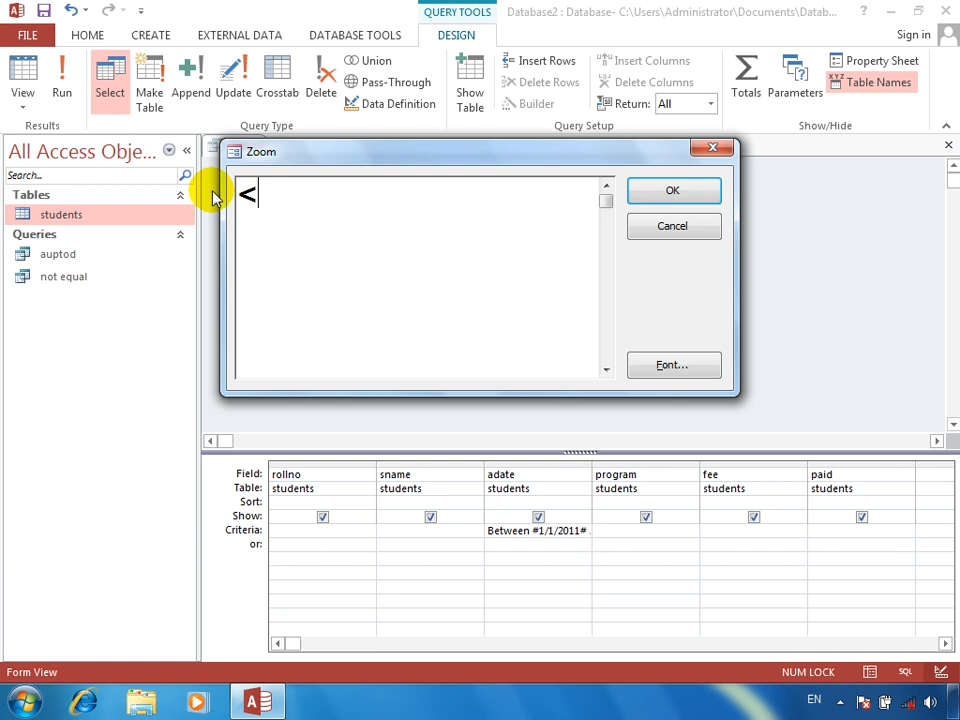 QUERY TOOLS
Database2 : Database- C:\Users\Administrator\Documents\Datab...
FILE HOME CREATE EXTERNAL DATA DATABASE TOOLS DESIGN Sign in
View Run Select Make Table Append Update Crosstab Delete
Union
Pass-Through
Data Definition
Show Table
Insert Rows
Delete Rows
Builder
Insert Columns
Delete Columns
Return: All
Totals Parameters
Property Sheet
Table Names
Results Query Type Query Setup Show/Hide
All Access Obje...
Search...
Tables
students
Queries
auptod
not equal
Zoom
<
OK
Cancel
Font...
Field: rollno sname adate program fee paid
Table: students students students students students students
Sort:
Show:
Criteria: Between #1/1/2011# .
or:
Form View NUM LOCK SQL
EN